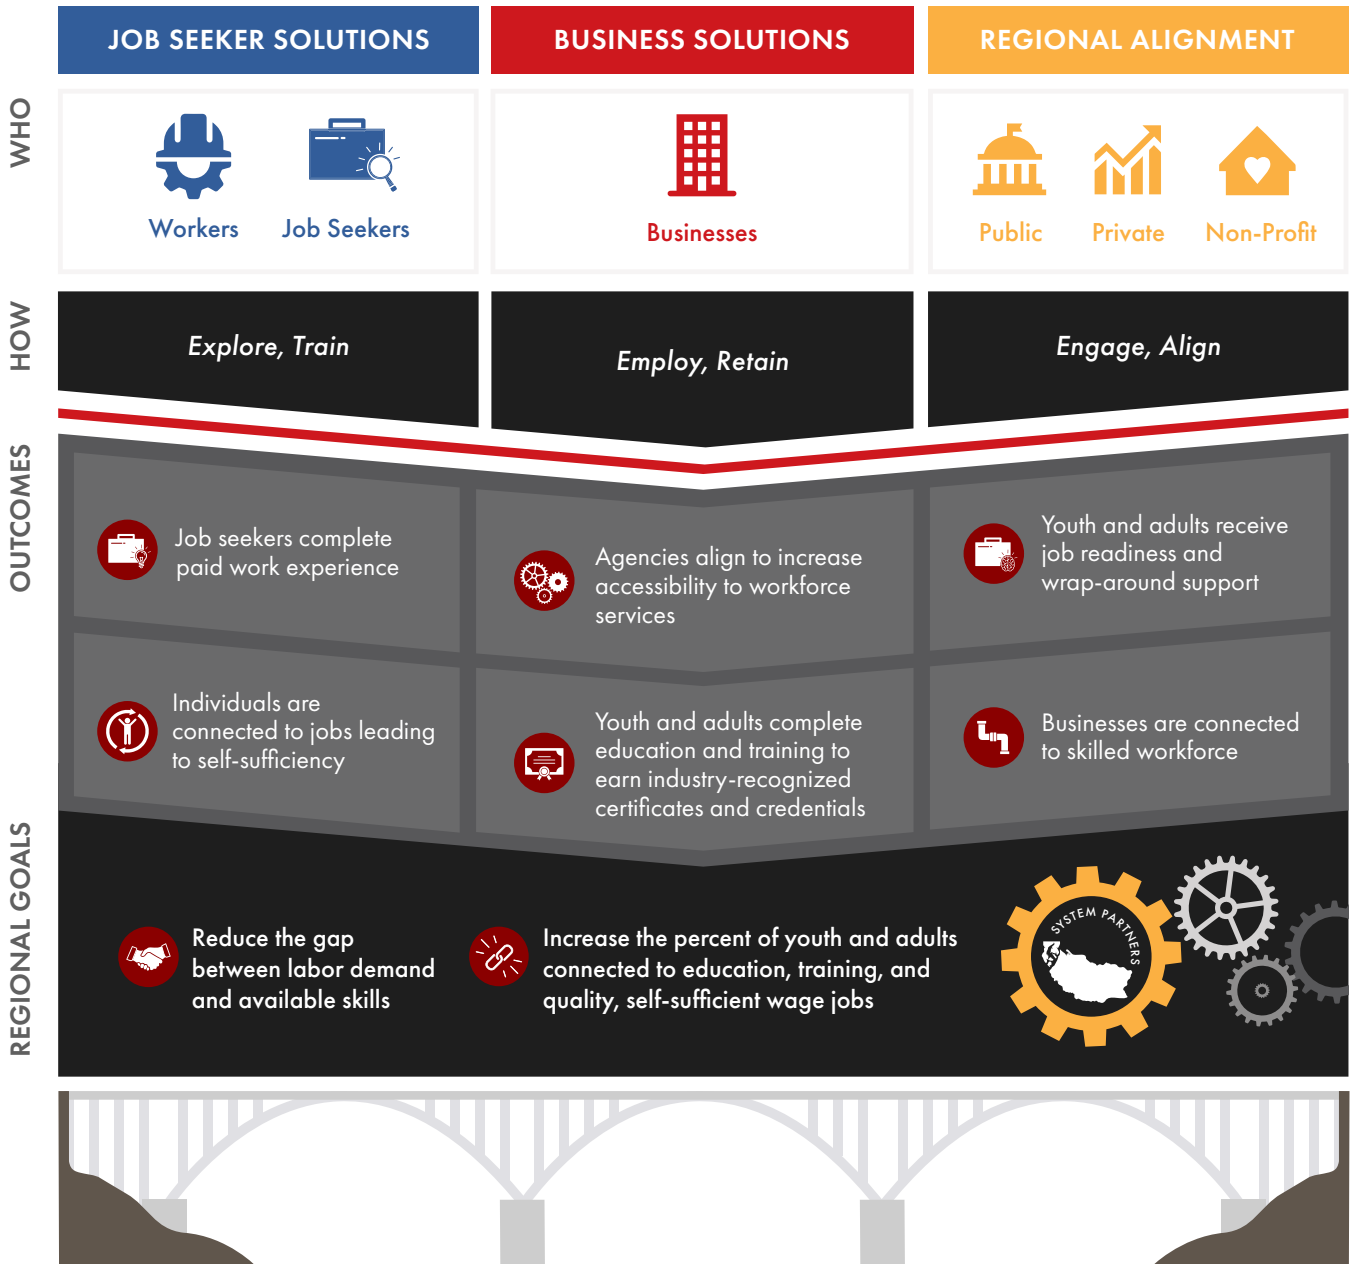 JOB SEEKER SOLUTIONS
BUSINESS SOLUTIONS
REGIONAL ALIGNMENT
WHO
Workers
Job Seekers
Businesses
Public
Private
Non-Profit
HOW
Explore, Train
Employ, Retain
Engage, Align
OUTCOMES
Job seekers complete
paid work experience
Agencies align to increase
accessibility to workforce
services
Youth and adults receive
job readiness and
wrap-around support
Individuals are
connected to jobs leading
to self-sufficiency
Youth and adults complete
education and training to
earn industry-recognized
certificates and credentials
Businesses are connected
to skilled workforce
REGIONAL GOALS
Reduce the gap
between labor demand
and available skills
Increase the percent of youth and adults
connected to education, training, and
quality, self-sufficient wage jobs
SYSTEM PARTNERS